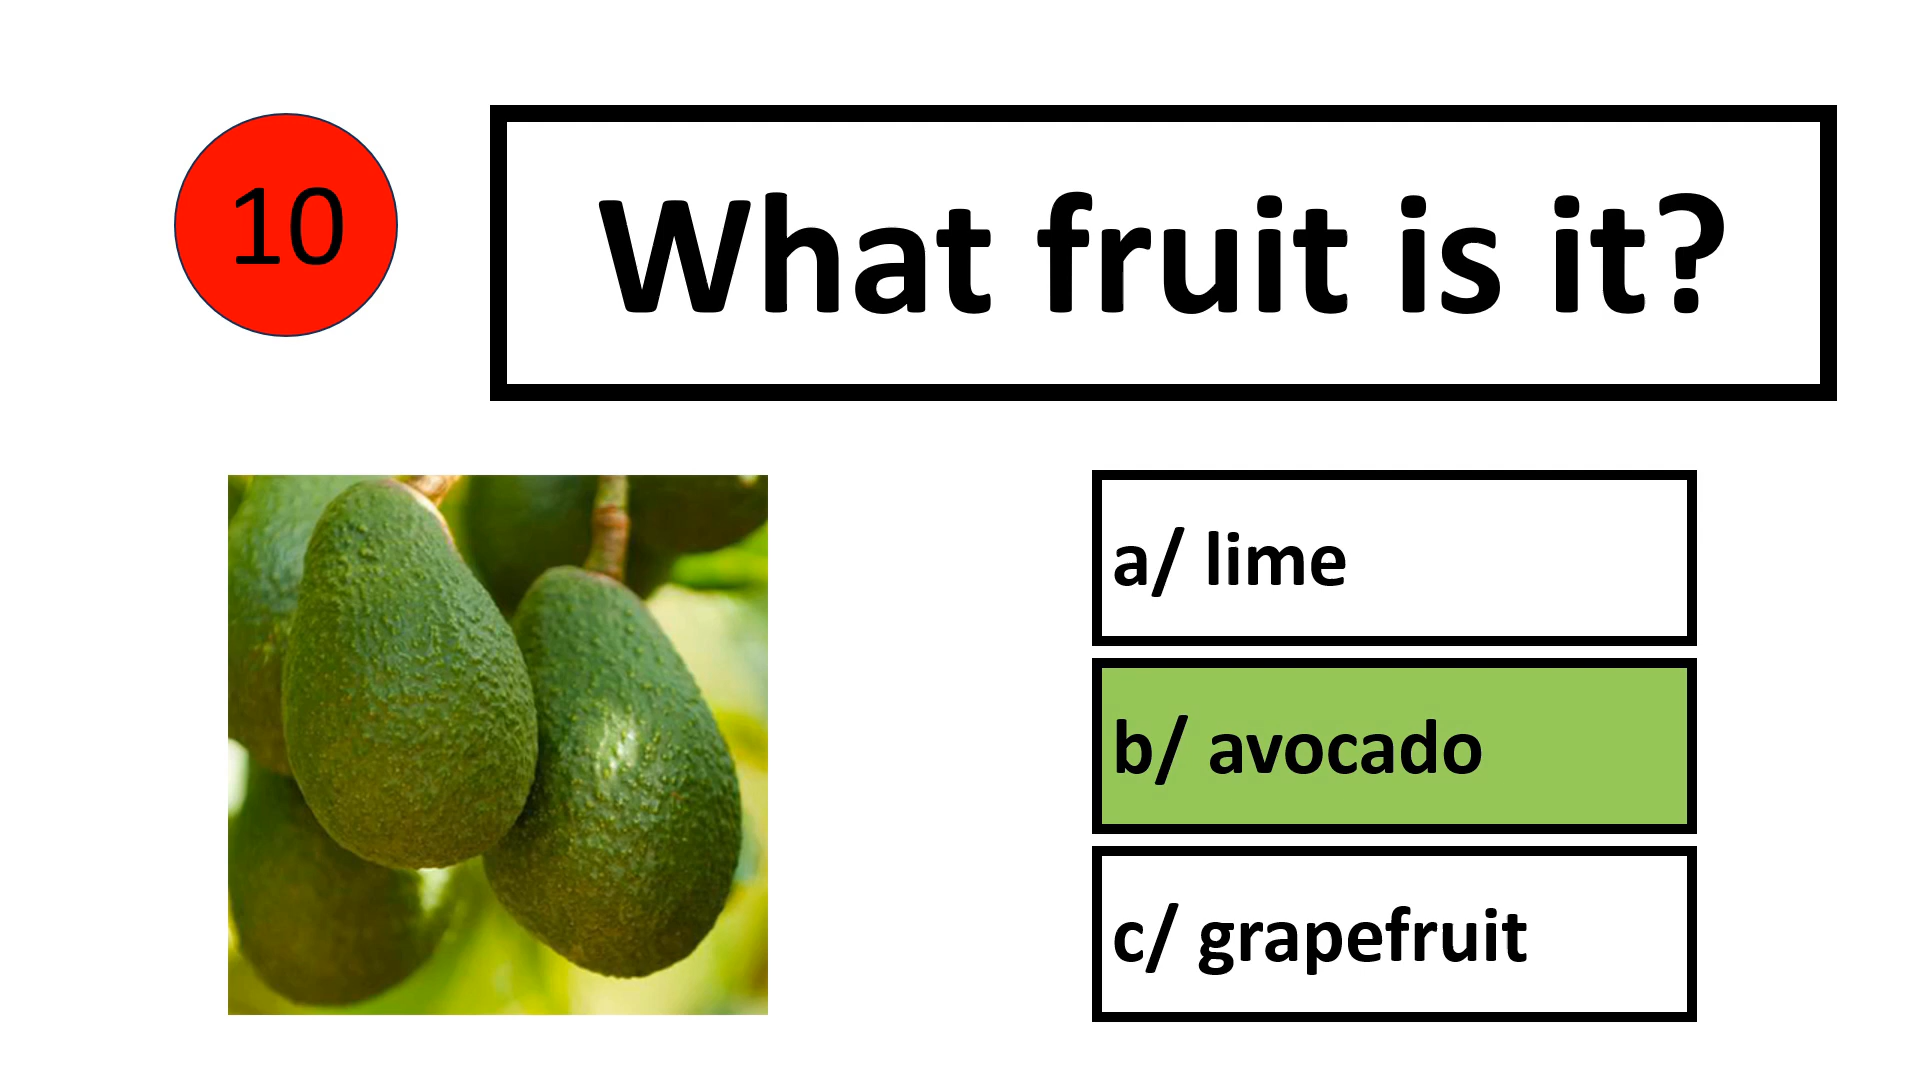 10
What fruit is it?
a/ lime
b/ avocado
c/ grapefruit